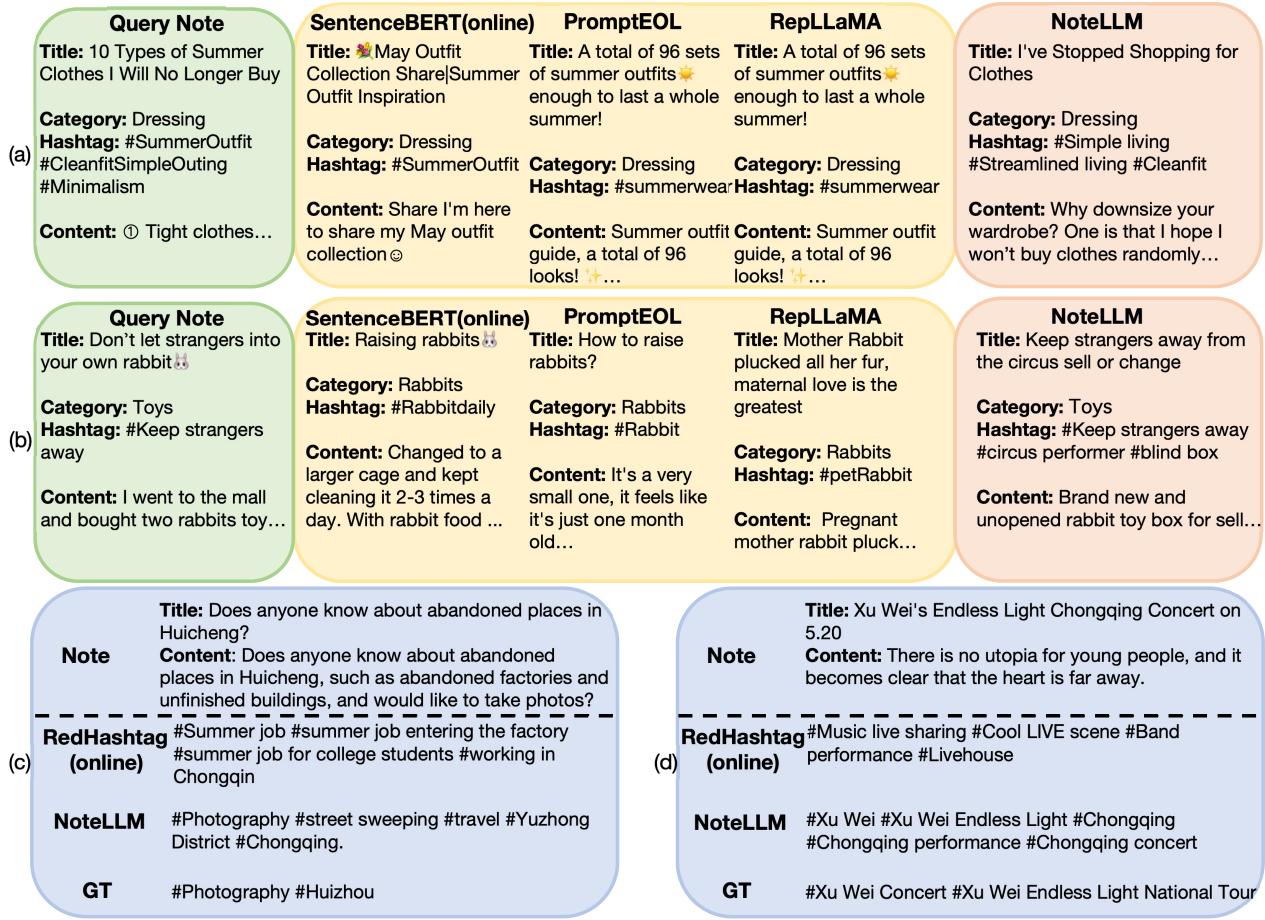 (a)
Query Note
Title: 10 Types of Summer
Clothes I Will No Longer Buy
Category: Dressing
Hashtag: #SummerOutfit
#CleanfitSimpleOuting
#Minimalism
Content: ① Tight clothes…
SentenceBERT(online)
Title: 💐May Outfit
Collection Share|Summer
Outfit Inspiration
Category: Dressing
Hashtag: #SummerOutfit
Content: Share I'm here
to share my May outfit
collection☺
PromptEOL
Title: A total of 96 sets
of summer outfits☀️
enough to last a whole
summer!
Category: Dressing
Hashtag: #summerwear
Content: Summer outfit
guide, a total of 96
looks! ✨…
RepLLaMA
Title: A total of 96 sets
of summer outfits☀️
enough to last a whole
summer!
Category: Dressing
Hashtag: #summerwear
Content: Summer outfit
guide, a total of 96
looks! ✨…
NoteLLM
Title: I've Stopped Shopping for
Clothes
Category: Dressing
Hashtag: #Simple living
#Streamlined living #Cleanfit
Content: Why downsize your
wardrobe? One is that I hope I
won't buy clothes randomly…
(b)
Query Note
Title: Don't let strangers into
your own rabbit🐰
Category: Toys
Hashtag: #Keep strangers
away
Content: I went to the mall
and bought two rabbits toy…
SentenceBERT(online)
Title: Raising rabbits🐰
Category: Rabbits
Hashtag: #Rabbitdaily
Content: Changed to a
larger cage and kept
cleaning it 2-3 times a
day. With rabbit food ...
PromptEOL
Title: How to raise
rabbits?
Category: Rabbits
Hashtag: #Rabbit
Content: It's a very
small one, it feels like
it's just one month
old…
RepLLaMA
Title: Mother Rabbit
plucked all her fur,
maternal love is the
greatest
Category: Rabbits
Hashtag: #petRabbit
Content: Pregnant
mother rabbit pluck…
NoteLLM
Title: Keep strangers away from
the circus sell or change
Category: Toys
Hashtag: #Keep strangers away
#circus performer #blind box
Content: Brand new and
unopened rabbit toy box for sell…
(c)
Note
Title: Does anyone know about abandoned places in
Huicheng?
Content: Does anyone know about abandoned
places in Huicheng, such as abandoned factories and
unfinished buildings, and would like to take photos?
RedHashtag
(online)
#Summer job #summer job entering the factory
#summer job for college students #working in
Chongqin
NoteLLM
#Photography #street sweeping #travel #Yuzhong
District #Chongqing.
GT
#Photography #Huizhou
(d)
Note
Title: Xu Wei's Endless Light Chongqing Concert on
5.20
Content: There is no utopia for young people, and it
becomes clear that the heart is far away.
RedHashtag
(online)
#Music live sharing #Cool LIVE scene #Band
performance #Livehouse
NoteLLM
#Xu Wei #Xu Wei Endless Light #Chongqing
#Chongqing performance #Chongqing concert
GT
#Xu Wei Concert #Xu Wei Endless Light National Tour